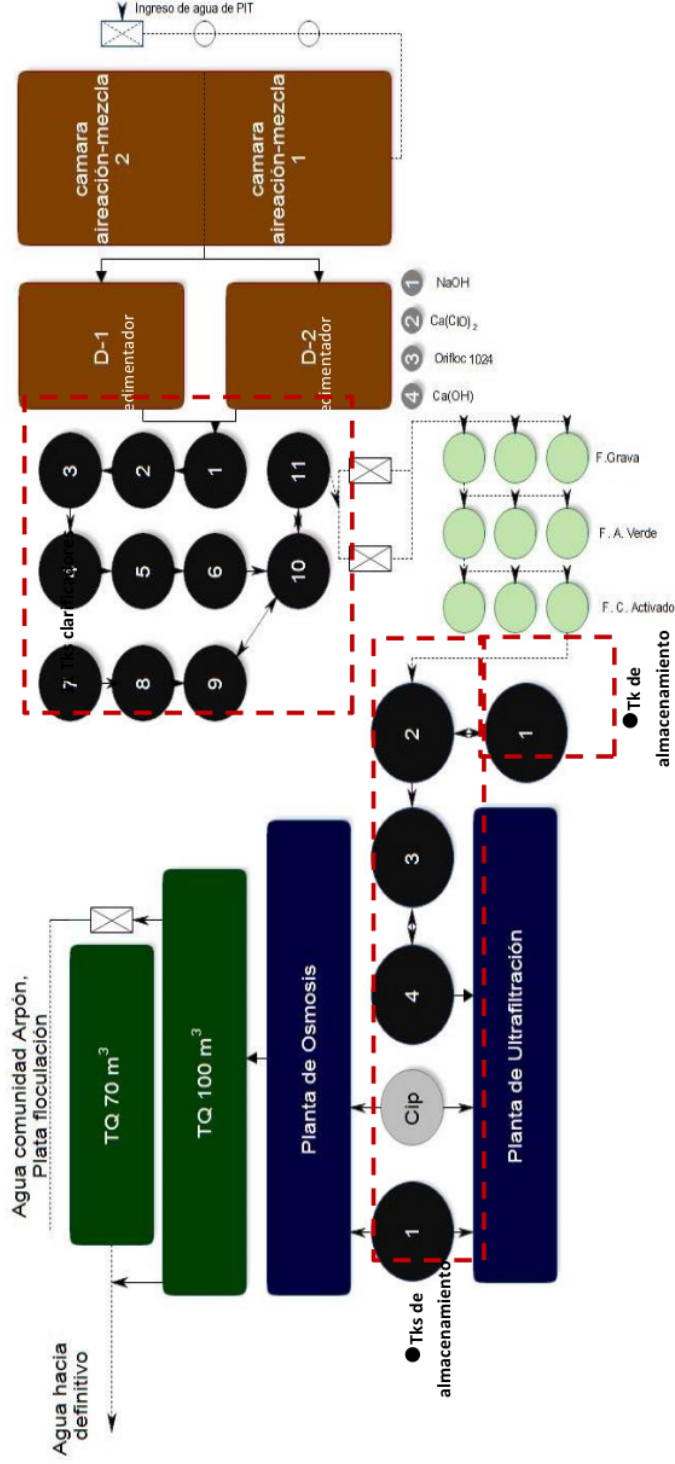 Ingreso de agua de PIT
camara
aireación-mezcla
2
camara
aireación-mezcla
1
D-1
edimentador
D-2
edimentador
1 NaOH
2 Ca(ClO)2
3 Orifloc 1024
4 Ca(OH)
3
2
1
11
4
5
6
10
7
8
9
Tks clarificadores
F.Grava
F. A. Verde
F. C. Activado
2
1
●Tk de
almacenamiento
3
4
Cip
1
●Tks de
almacenamiento
Planta de Ultrafiltración
Planta de Osmosis
TQ 100 m3
TQ 70 m3
Agua comunidad Arpón,
Plata floculación
Agua hacia
definitivo